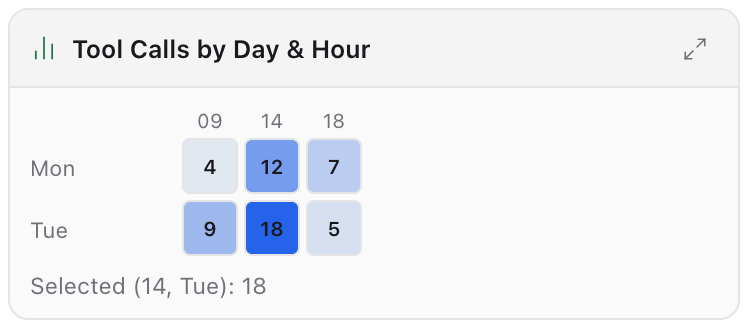 Tool Calls by Day & Hour
09 14 18
Mon 4 12 7
Tue 9 18 5
Selected (14, Tue): 18